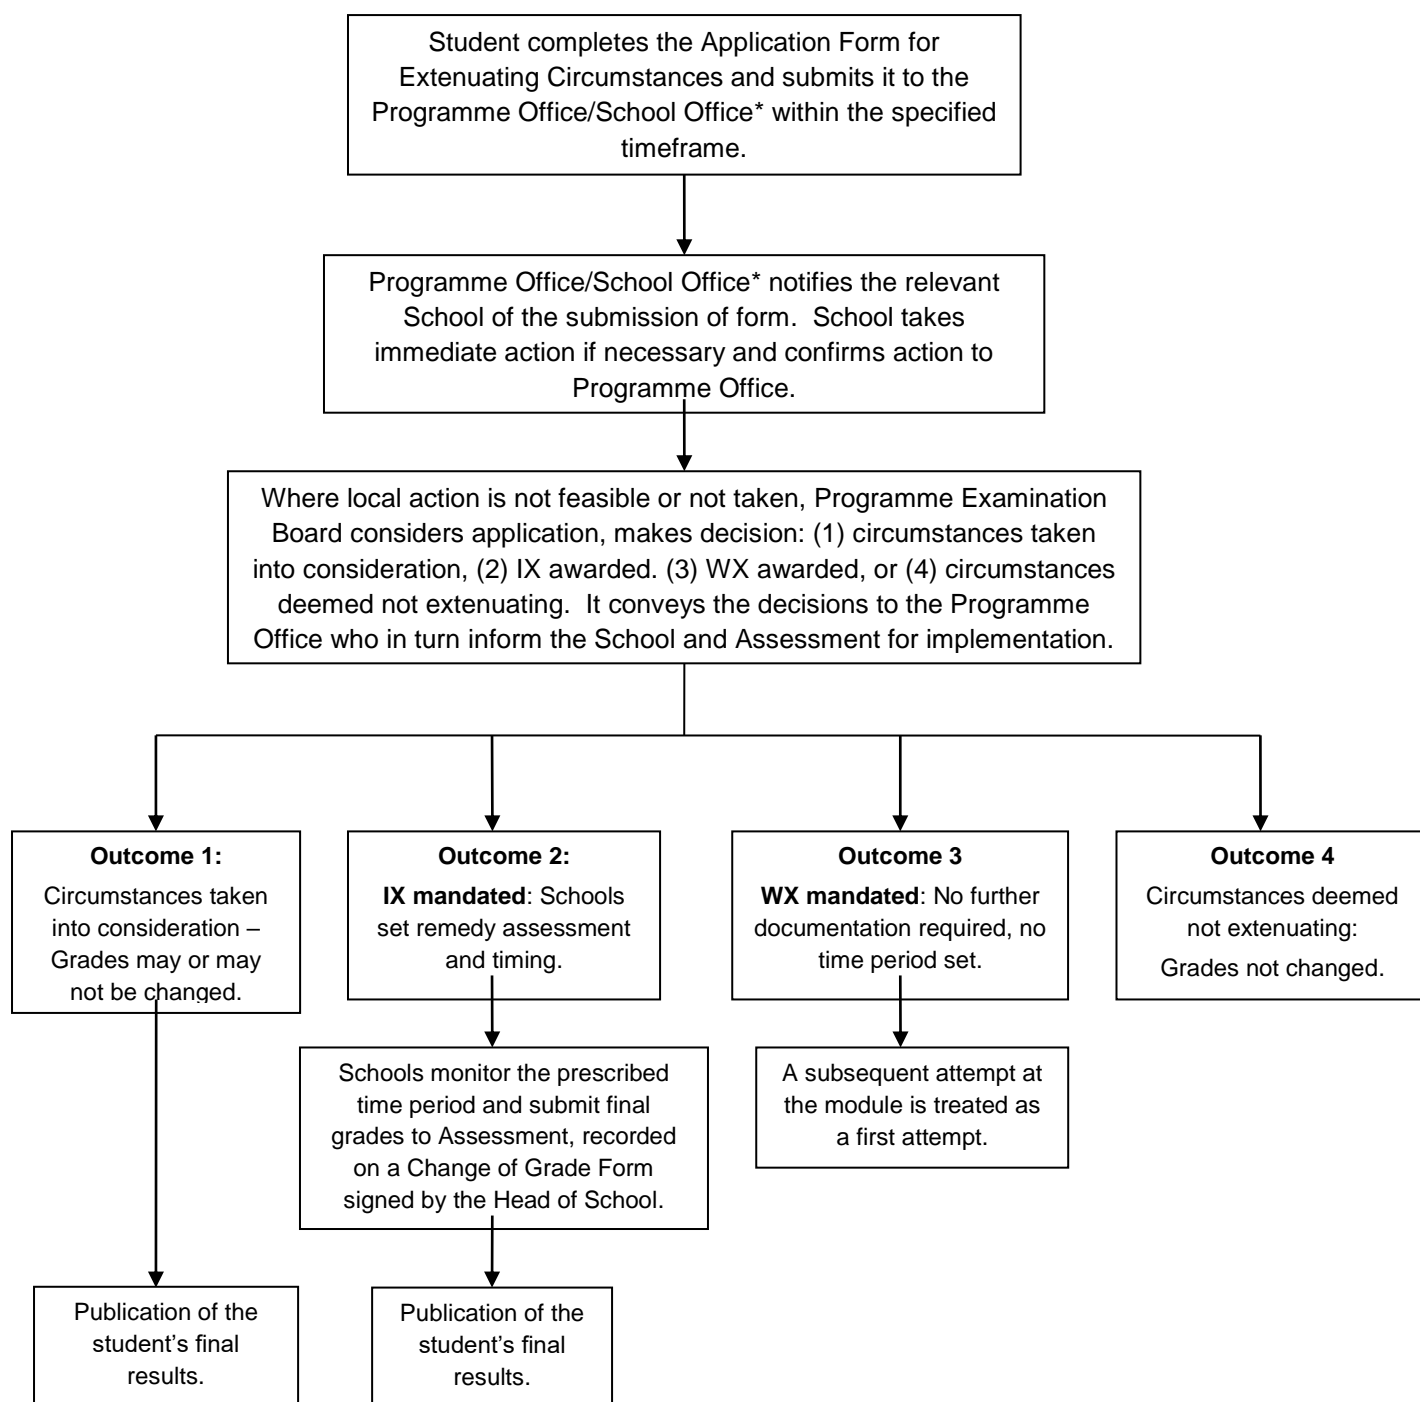 Student completes the Application Form for
Extenuating Circumstances and submits it to the
Programme Office/School Office* within the specified
timeframe.
Programme Office/School Office* notifies the relevant
School of the submission of form.  School takes
immediate action if necessary and confirms action to
Programme Office.
Where local action is not feasible or not taken, Programme Examination
Board considers application, makes decision: (1) circumstances taken
into consideration, (2) IX awarded. (3) WX awarded, or (4) circumstances
deemed not extenuating.  It conveys the decisions to the Programme
Office who in turn inform the School and Assessment for implementation.
Outcome 1:
Circumstances taken
into consideration –
Grades may or may
not be changed.
Outcome 2:
IX mandated: Schools
set remedy assessment
and timing.
Outcome 3
WX mandated: No further
documentation required, no
time period set.
Outcome 4
Circumstances deemed
not extenuating:
Grades not changed.
Schools monitor the prescribed
time period and submit final
grades to Assessment, recorded
on a Change of Grade Form
signed by the Head of School.
A subsequent attempt at
the module is treated as
a first attempt.
Publication of the
student’s final
results.
Publication of the
student’s final
results.